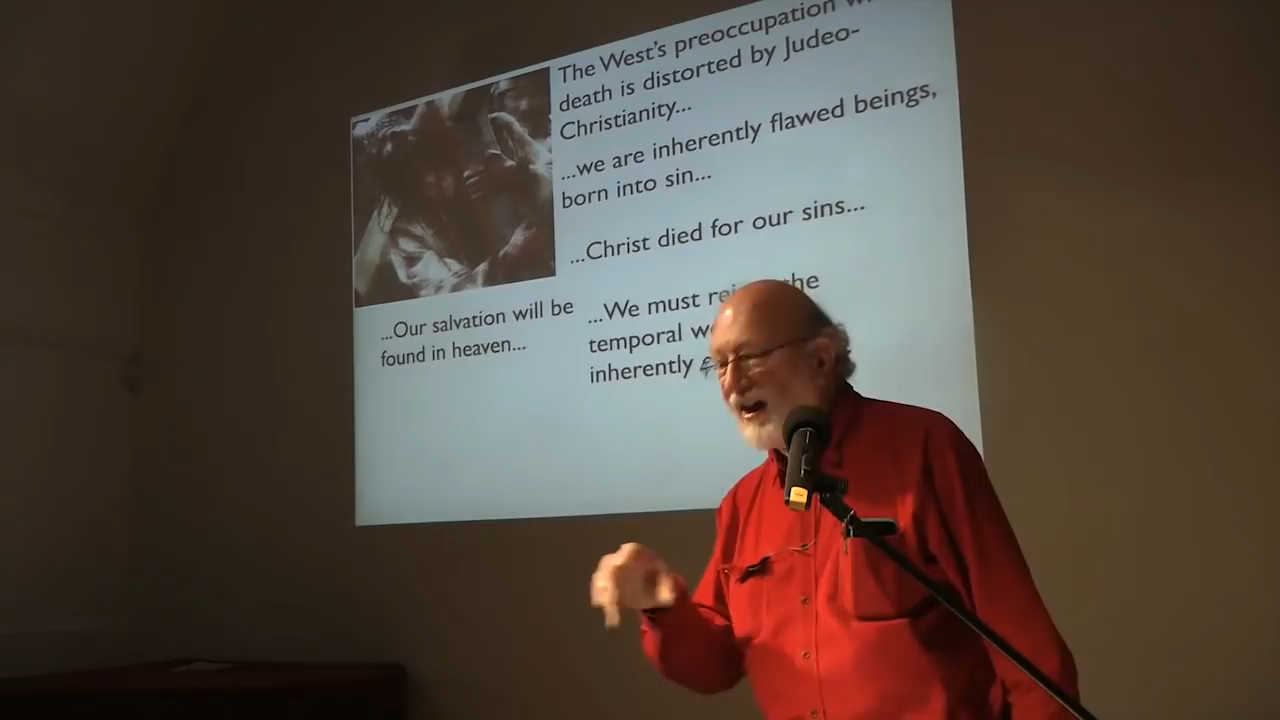 The West's preoccupation
death is distorted by Judeo-
Christianity...
...we are inherently flawed beings,
born into sin...
...Christ died for our sins...
...We must the
temporal
inherently
...Our salvation will be
found in heaven...